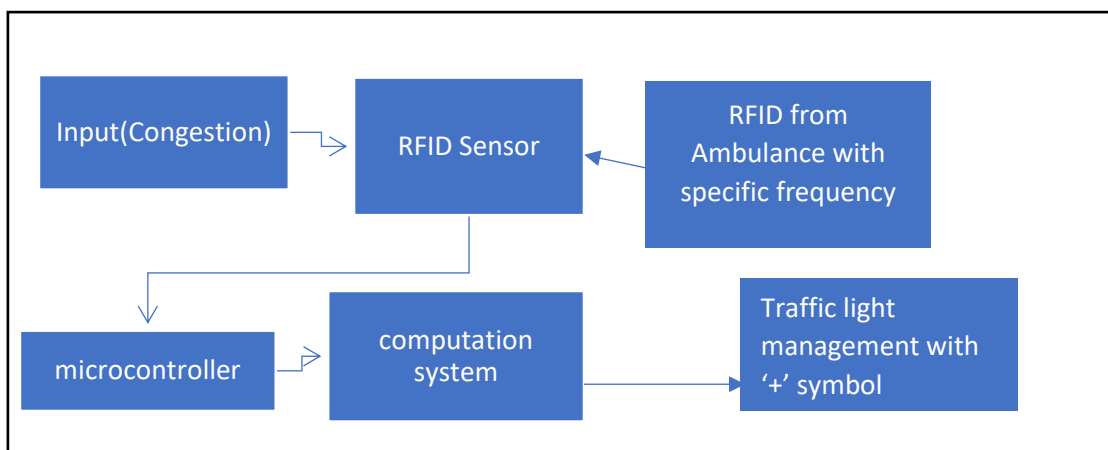 Input(Congestion)
RFID Sensor
RFID from
Ambulance with
specific frequency
microcontroller
computation
system
Traffic light
management with
‘+’ symbol